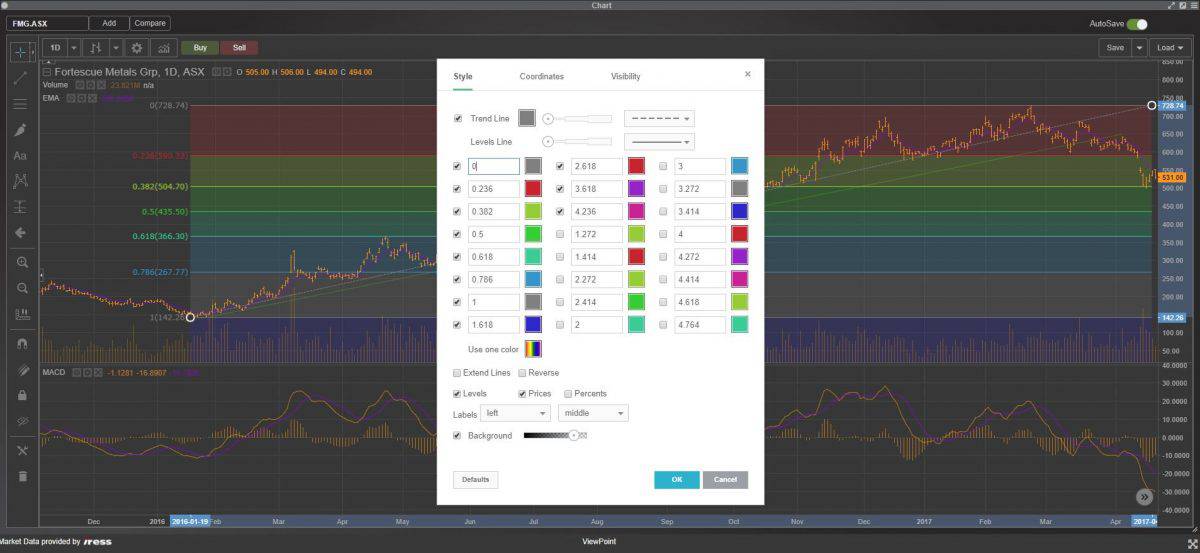 Chart
FMG.ASX Add Compare AutoSave
1D Buy Sell Save Load
Fortescue Metals Grp, 1D, ASX O 505.00 H 506.00 L 494.00 C 494.00
Volume 23.821M n/a
EMA
0(728.74)
0.236(590.33)
0.382(504.70)
0.5(435.50)
0.618(366.30)
0.786(267.77)
1(142.26)
MACD -1.1281 -16.8907
Style Coordinates Visibility ×
Trend Line
Levels Line
0 2.618 3
0.236 3.618 3.272
0.382 4.236 3.414
0.5 1.272 4
0.618 1.414 4.272
0.786 2.272 4.414
1 2.414 4.618
1.618 2 4.764
Use one color
Extend Lines Reverse
Levels Prices Percents
Labels left middle
Background
Defaults OK Cancel
850.00
800.00
750.00
728.74
700.00
650.00
600.00
550.00
531.00
500.00
450.00
400.00
350.00
300.00
250.00
200.00
142.26
100.00
50.00
40.0000
30.0000
20.0000
10.0000
0.0000
-10.0000
-20.0000
-30.0000
-40.0000
Dec 2016 2016-01-19 Feb Mar Apr May Jun Jul Aug Sep Oct Nov Dec 2017 Feb Mar Apr 2017-04
Market Data provided by iress ViewPoint